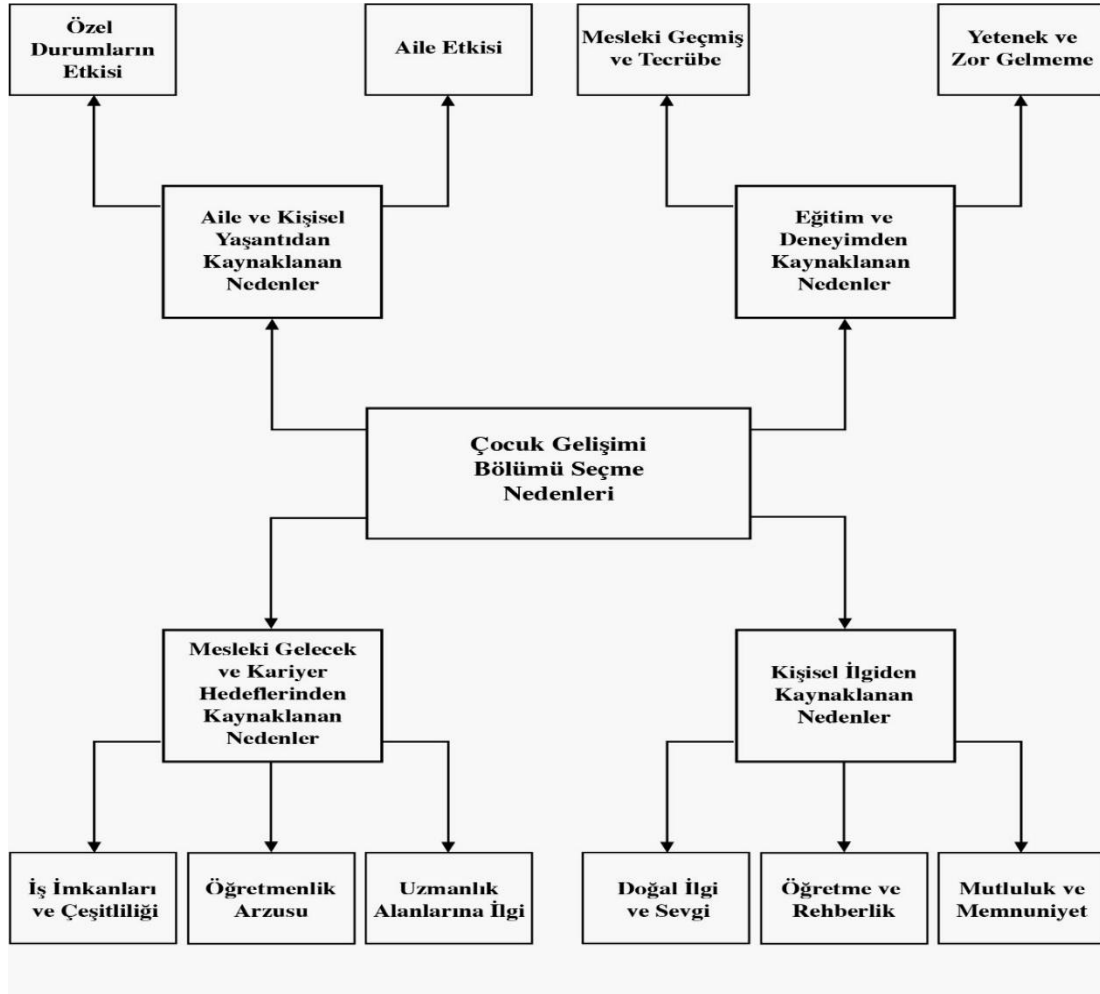 Özel
Durumların
Etkisi
Aile Etkisi
Mesleki Geçmiş
ve Tecrübe
Yetenek ve
Zor Gelmeme
Aile ve Kişisel
Yaşantıdan
Kaynaklanan
Nedenler
Eğitim ve
Deneyimden
Kaynaklanan
Nedenler
Çocuk Gelişimi
Bölümü Seçme
Nedenleri
Mesleki Gelecek
ve Kariyer
Hedeflerinden
Kaynaklanan
Nedenler
Kişisel İlgiden
Kaynaklanan
Nedenler
İş İmkanları
ve Çeşitliliği
Öğretmenlik
Arzusu
Uzmanlık
Alanlarına İlgi
Doğal İlgi
ve Sevgi
Öğretme ve
Rehberlik
Mutluluk ve
Memnuniyet